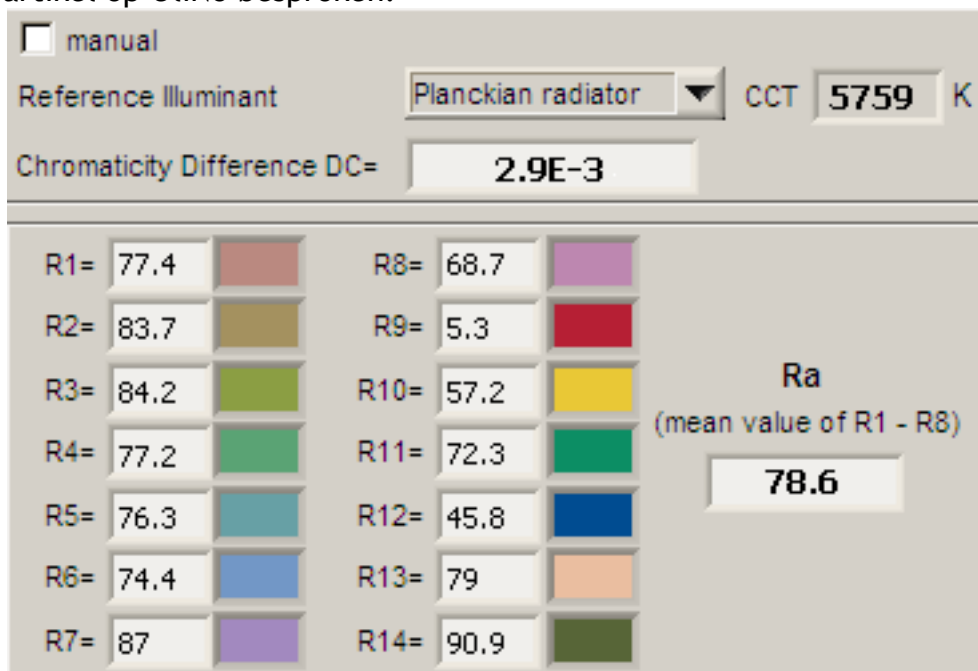 manual
Reference Illuminant Planckian radiator CCT 5759 K
Chromaticity Difference DC= 2.9E-3
R1= 77.4 R8= 68.7
R2= 83.7 R9= 5.3
R3= 84.2 R10= 57.2
R4= 77.2 R11= 72.3
R5= 76.3 R12= 45.8
R6= 74.4 R13= 79
R7= 87 R14= 90.9
Ra
(mean value of R1 - R8)
78.6